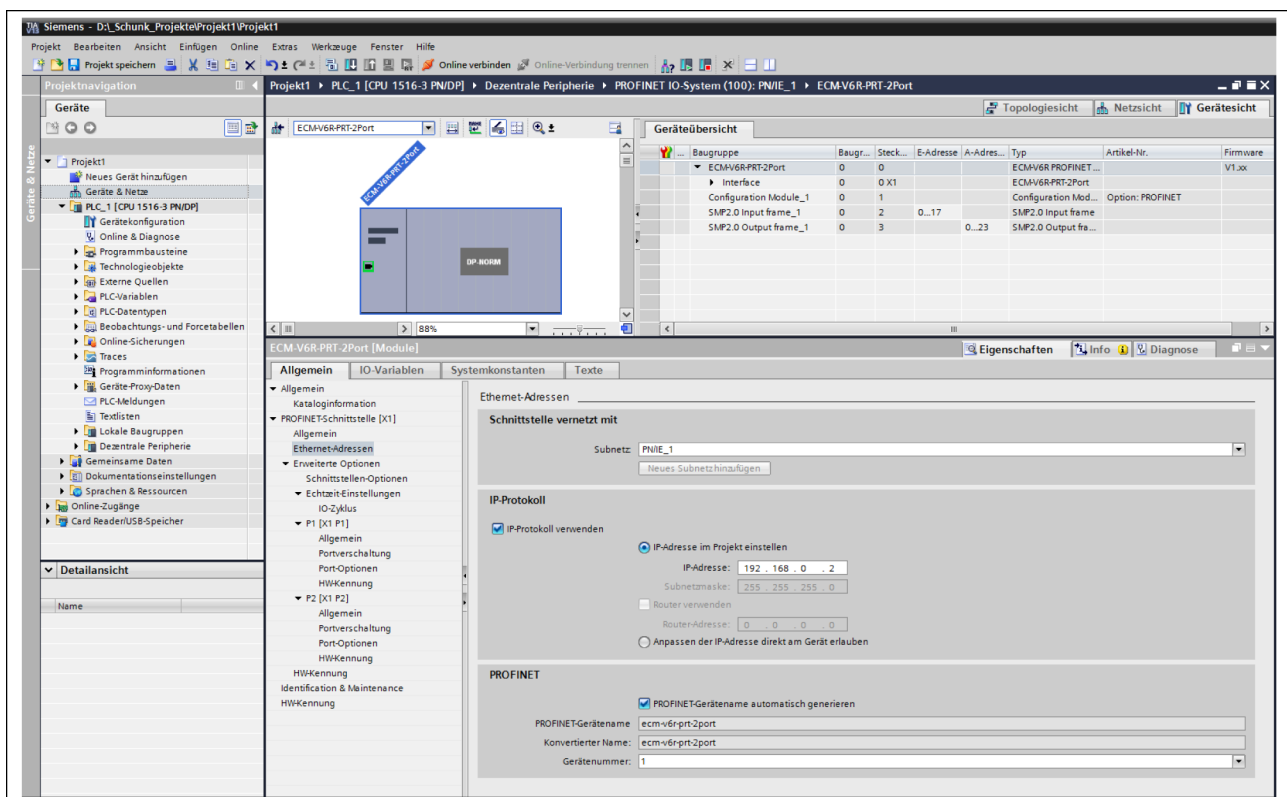 Siemens - D:\_Schunk_Projekte\Projekt1\Projekt1
Projekt Bearbeiten Ansicht Einfügen Online Extras Werkzeuge Fenster Hilfe
Projekt speichern Online verbinden Online-Verbindung trennen
Projektnavigation
Projekt1 PLC_1 [CPU 1516-3 PN/DP] Dezentrale Peripherie PROFINET IO-System (100): PN/IE_1 ECM-V6R-PRT-2Port
Geräte
Topologiesicht Netzsicht Gerätesicht
Geräte & Netze
Projekt1
Neues Gerät hinzufügen
Geräte & Netze
PLC_1 [CPU 1516-3 PN/DP]
Gerätekonfiguration
Online & Diagnose
Programmbausteine
Technologieobjekte
Externe Quellen
PLC-Variablen
PLC-Datentypen
Beobachtungs- und Forcetabellen
Online-Sicherungen
Traces
Programminformationen
Geräte-Proxy-Daten
PLC-Meldungen
Textlisten
Lokale Baugruppen
Dezentrale Peripherie
Gemeinsame Daten
Dokumentationseinstellungen
Sprachen & Ressourcen
Online-Zugänge
Card Reader/USB-Speicher
Detailansicht
Name
ECM-V6R-PRT-2Port
ECM-V6R-PRT-2Port
DP-NORM
88%
Geräteübersicht
... Baugruppe Baugr... Steck... E-Adresse A-Adres... Typ Artikel-Nr. Firmware
ECM-V6R-PRT-2Port 0 0 ECM-V6R PROFINET... V1.xx
Interface 0 0 X1 ECM-V6R-PRT-2Port
Configuration Module_1 0 1 Configuration Mod... Option: PROFINET
SMP2.0 Input frame_1 0 2 0...17 SMP2.0 Input frame
SMP2.0 Output frame_1 0 3 0...23 SMP2.0 Output fra...
ECM-V6R-PRT-2Port [Module]
Eigenschaften Info Diagnose
Allgemein IO-Variablen Systemkonstanten Texte
Allgemein
Kataloginformation
PROFINET-Schnittstelle [X1]
Allgemein
Ethernet-Adressen
Erweiterte Optionen
Schnittstellen-Optionen
Echtzeit-Einstellungen
IO-Zyklus
P1 [X1 P1]
Allgemein
Portverschaltung
Port-Optionen
HW-Kennung
P2 [X1 P2]
Allgemein
Portverschaltung
Port-Optionen
HW-Kennung
HW-Kennung
Identification & Maintenance
HW-Kennung
Ethernet-Adressen
Schnittstelle vernetzt mit
Subnetz: PN/IE_1
Neues Subnetz hinzufügen
IP-Protokoll
IP-Protokoll verwenden
IP-Adresse im Projekt einstellen
IP-Adresse: 192 . 168 . 0 . 2
Subnetzmaske: 255 . 255 . 255 . 0
Router verwenden
Router-Adresse: 0 . 0 . 0 . 0
Anpassen der IP-Adresse direkt am Gerät erlauben
PROFINET
PROFINET-Gerätename automatisch generieren
PROFINET-Gerätename ecm-v6r-prt-2port
Konvertierter Name: ecm-v6r-prt-2port
Gerätenummer: 1